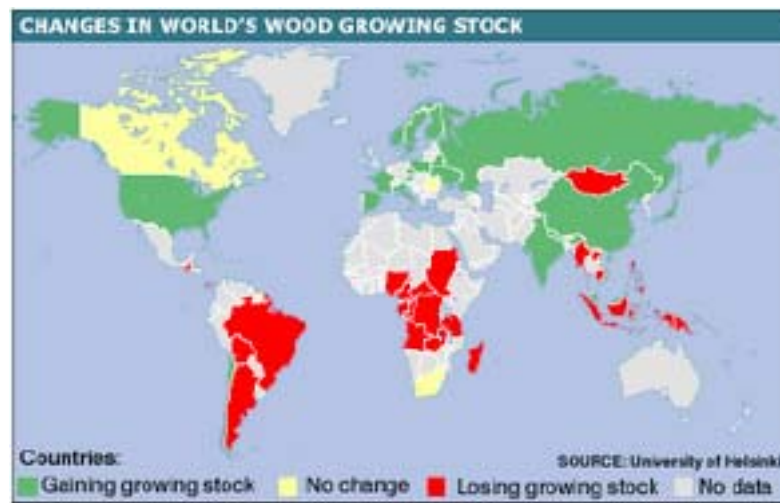 CHANGES IN WORLD'S WOOD GROWING STOCK
Countries:
SOURCE: University of Helsinki
Gaining growing stock No change Losing growing stock No data